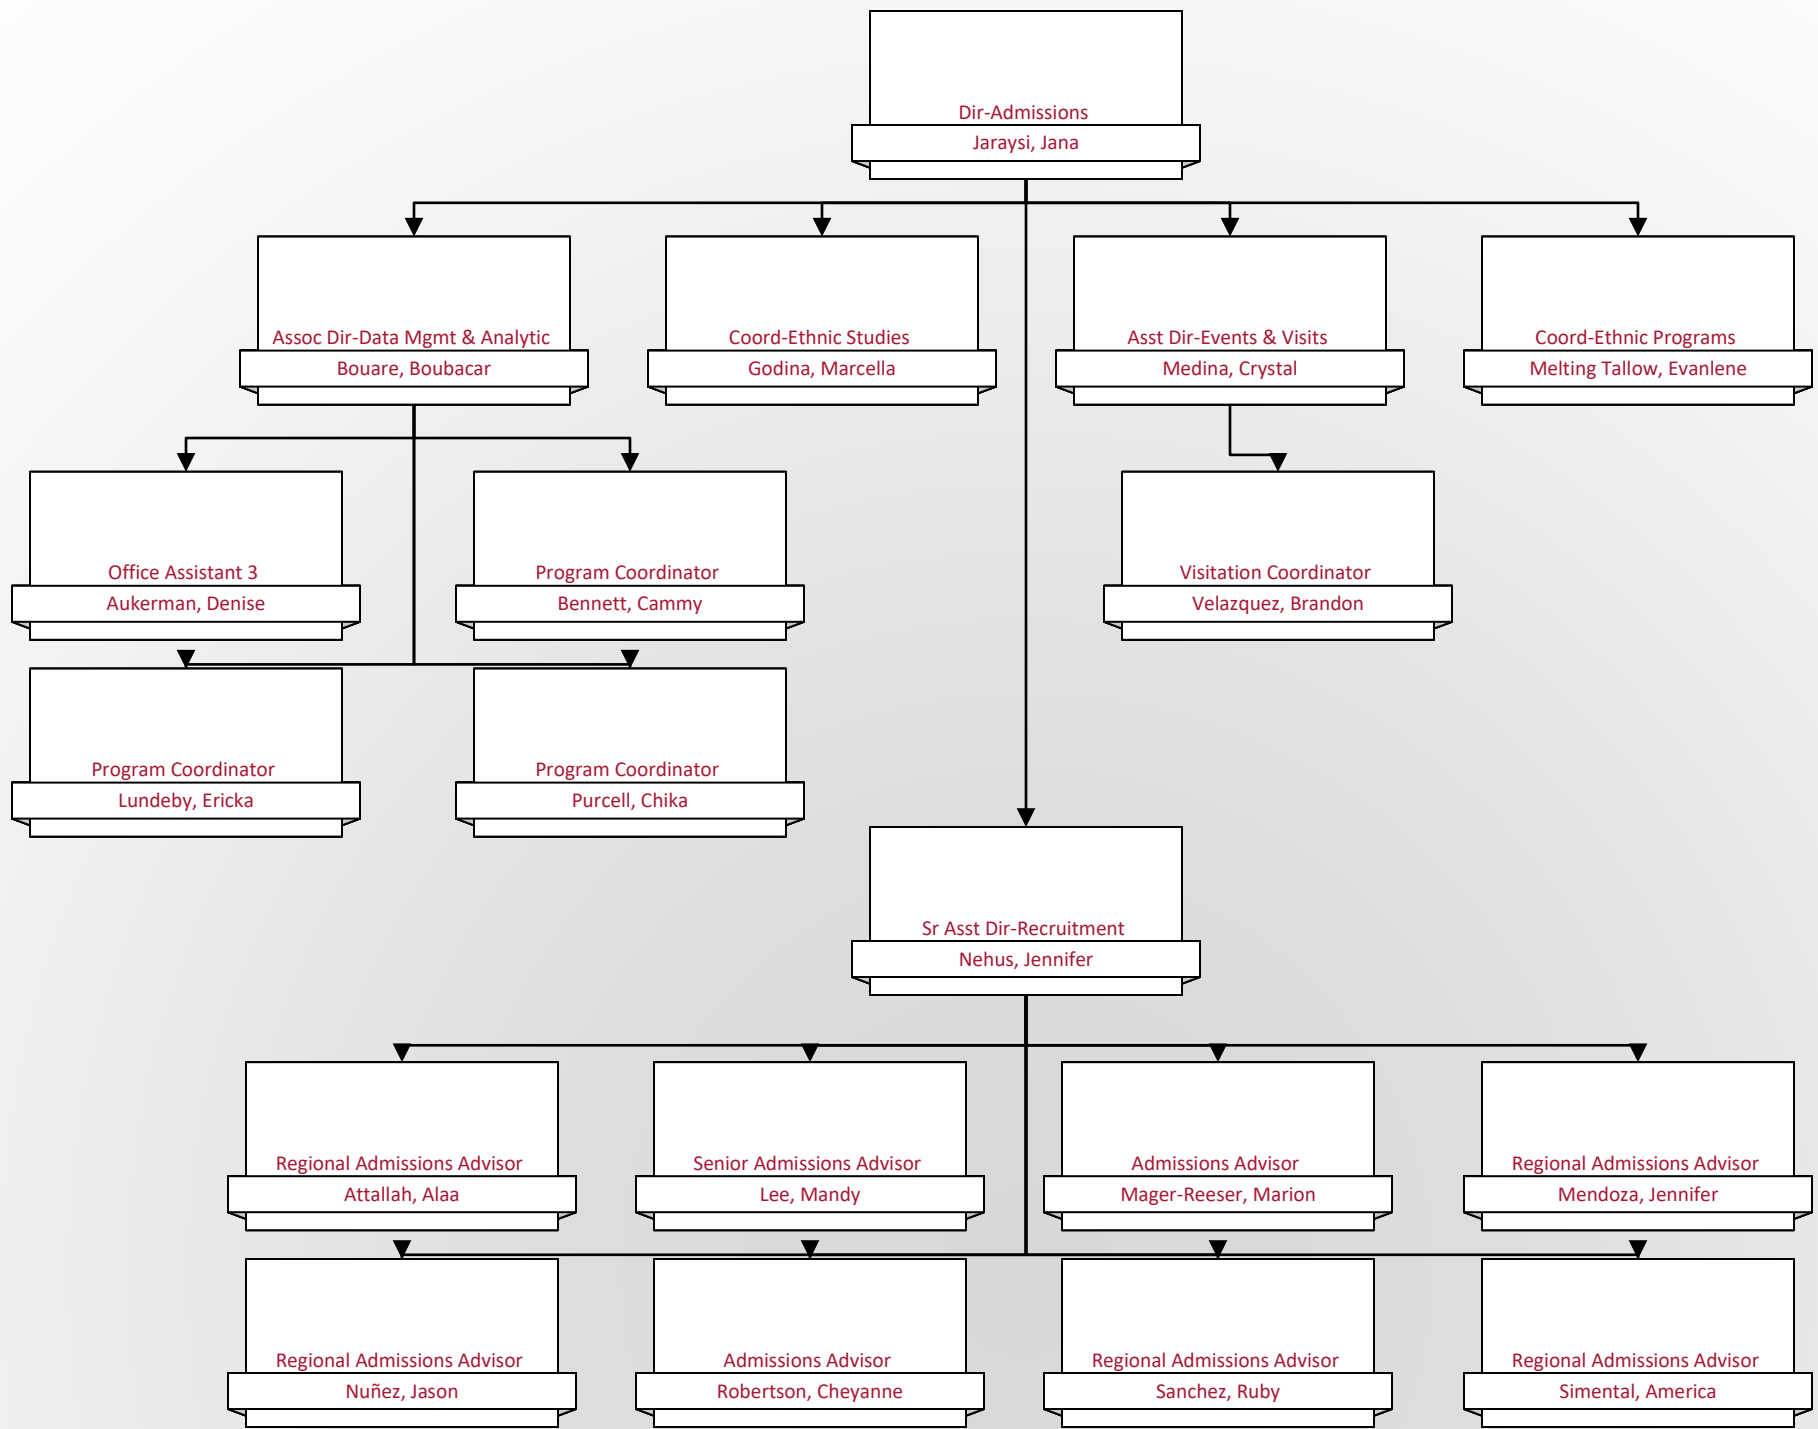 Dir-Admissions
Jaraysi, Jana
Assoc Dir-Data Mgmt & Analytic
Bouare, Boubacar
Coord-Ethnic Studies
Godina, Marcella
Asst Dir-Events & Visits
Medina, Crystal
Coord-Ethnic Programs
Melting Tallow, Evanlene
Office Assistant 3
Aukerman, Denise
Program Coordinator
Bennett, Cammy
Visitation Coordinator
Velazquez, Brandon
Program Coordinator
Lundeby, Ericka
Program Coordinator
Purcell, Chika
Sr Asst Dir-Recruitment
Nehus, Jennifer
Regional Admissions Advisor
Attallah, Alaa
Senior Admissions Advisor
Lee, Mandy
Admissions Advisor
Mager-Reeser, Marion
Regional Admissions Advisor
Mendoza, Jennifer
Regional Admissions Advisor
Nuñez, Jason
Admissions Advisor
Robertson, Cheyanne
Regional Admissions Advisor
Sanchez, Ruby
Regional Admissions Advisor
Simental, America